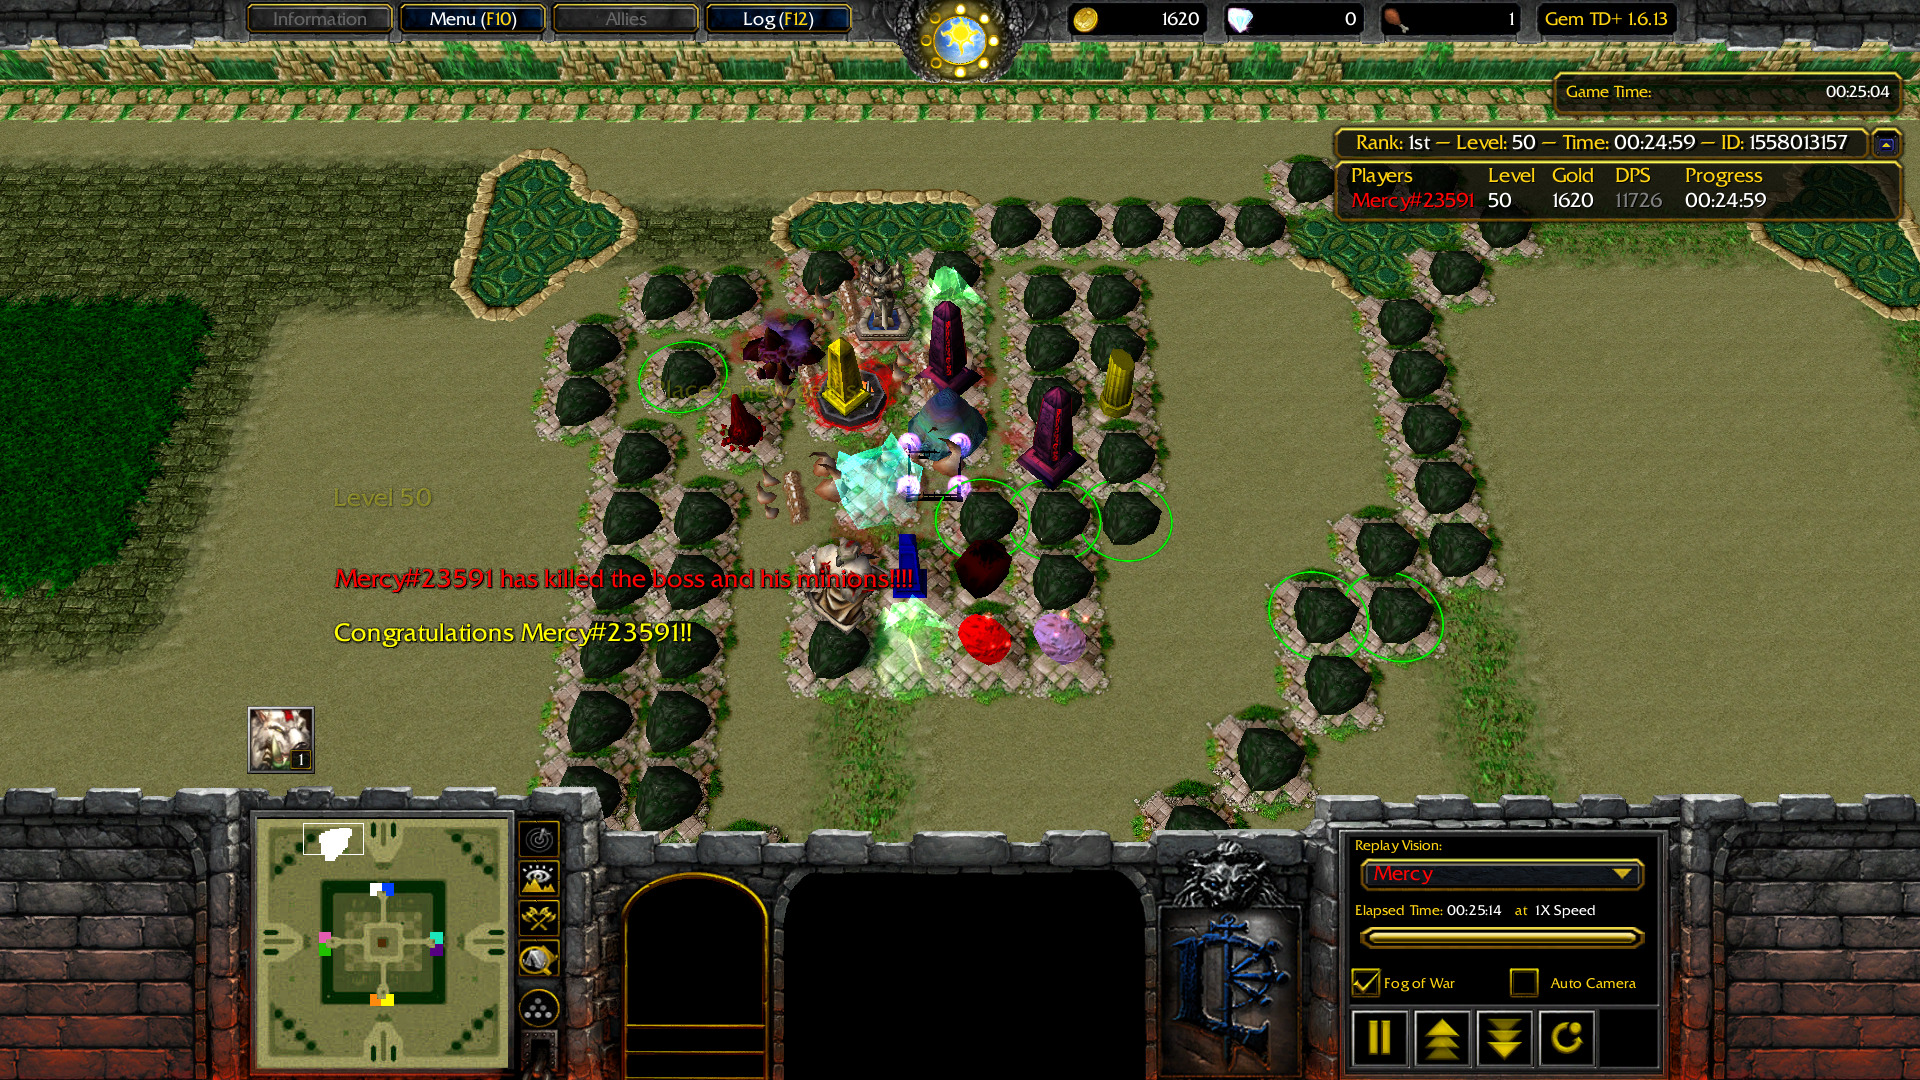 Information Menu (F10) Allies Log (F12) 1620 0 1 Gem TD+ 1.6.13
Game Time: 00:25:04
Rank: 1st — Level: 50 — Time: 00:24:59 — ID: 1558013157
Players Level Gold DPS Progress
Mercy#23591 50 1620 11726 00:24:59
Level 50
Mercy#23591 has killed the boss and his minions!!!!
Congratulations Mercy#23591!!
1
Replay Vision:
Mercy
Elapsed Time: 00:25:14 at 1X Speed
Fog of War Auto Camera